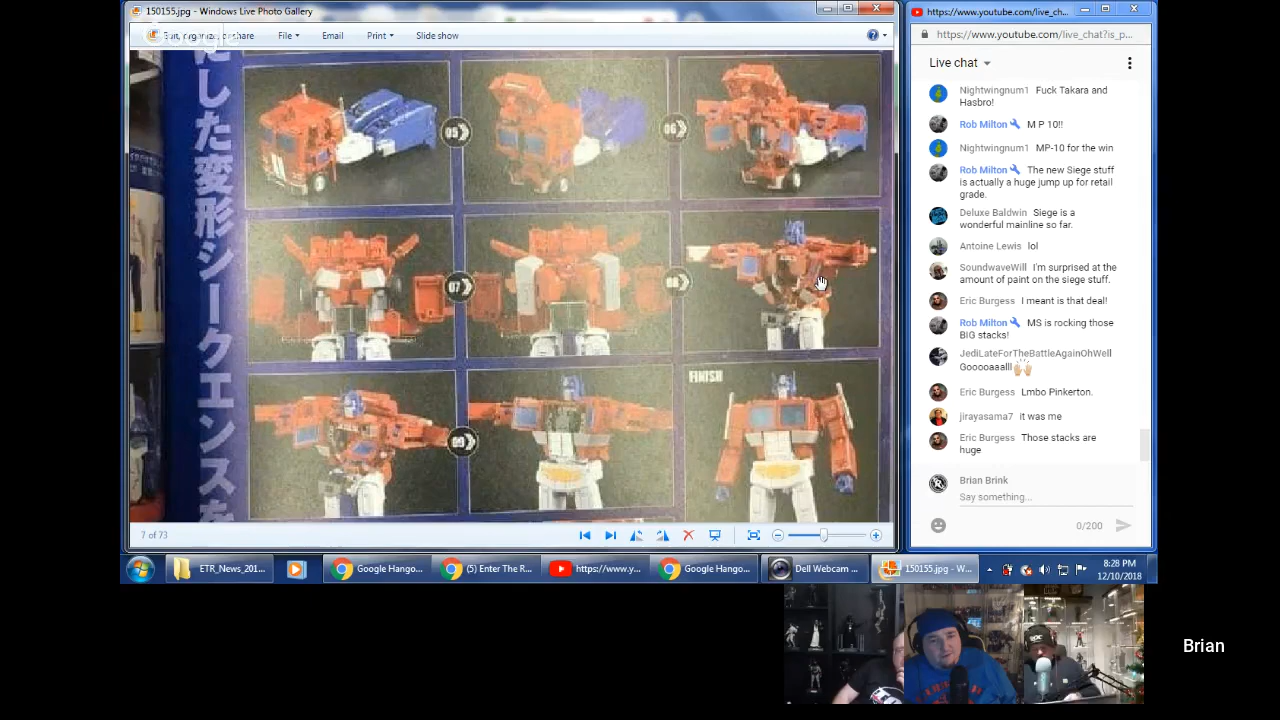 150155.jpg - Windows Live Photo Gallery
File
Email
Print
Slide show
した変形シークエンスを
05
06
07
08
09
FINISH
7 of 73
https://www.youtube.com/live_ch...
https://www.youtube.com/live_chat?is_p...
Live chat
Nightwingnum1 Fuck Takara and
Hasbro!
Rob Milton M P 10!!
Nightwingnum1 MP-10 for the win
Rob Milton The new Siege stuff
is actually a huge jump up for retail
grade.
Deluxe Baldwin Siege is a
wonderful mainline so far.
Antoine Lewis lol
SoundwaveWill I'm surprised at the
amount of paint on the siege stuff.
Eric Burgess I meant is that deal!
Rob Milton MS is rocking those
BIG stacks!
JediLateForTheBattleAgainOhWell
Gooooaaalll🙌🏼
Eric Burgess Lmbo Pinkerton.
jirayasama7 it was me
Eric Burgess Those stacks are
huge
Brian Brink
Say something...
0/200
ETR_News_201...
Google Hango...
(5) Enter The R...
https://www.y...
Google Hango...
Dell Webcam ...
150155.jpg - W...
8:28 PM
12/10/2018
Brian